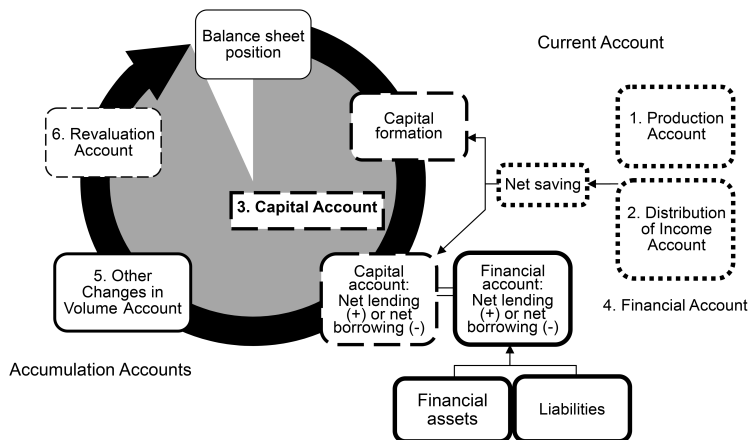 Balance sheet
position
Current Account
Capital
formation
1. Production
Account
6. Revaluation
Account
Net saving
3. Capital Account
2. Distribution
of Income
Account
5. Other
Changes in
Volume Account
Capital
account:
Net lending
(+) or net
borrowing (-)
Financial
account:
Net lending
(+) or net
borrowing (-)
4. Financial Account
Accumulation Accounts
Financial
assets
Liabilities